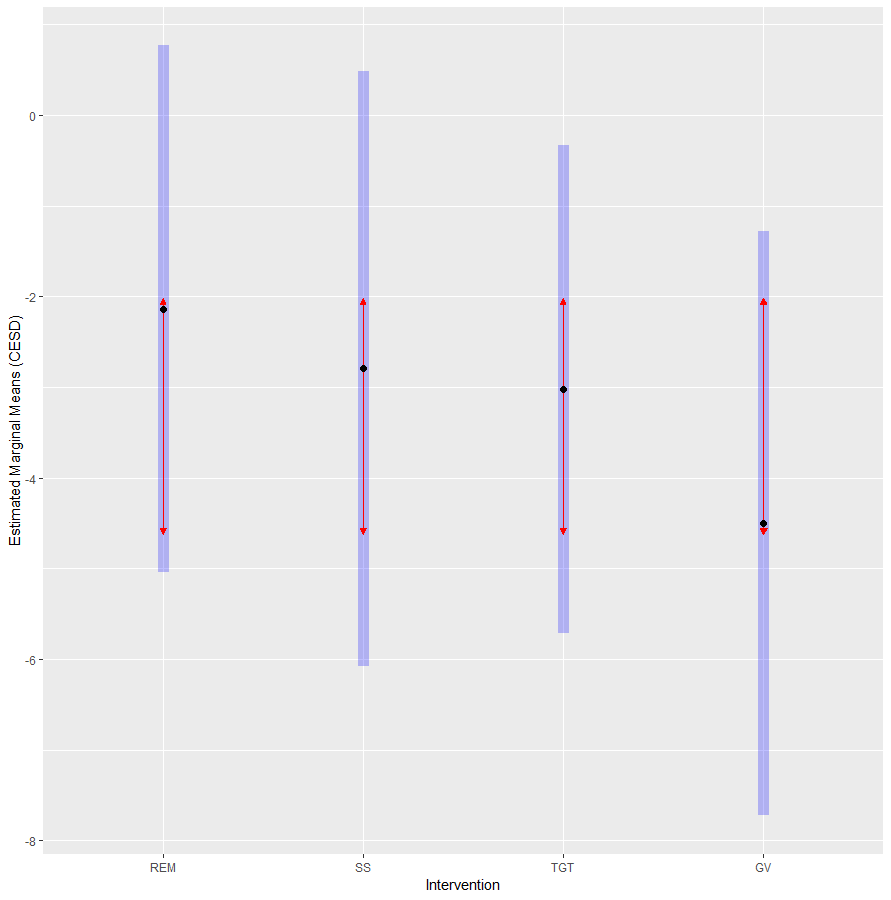 Estimated Marginal Means (CESD)
0
-2
-4
-6
-8
REM
SS
TGT
GV
Intervention